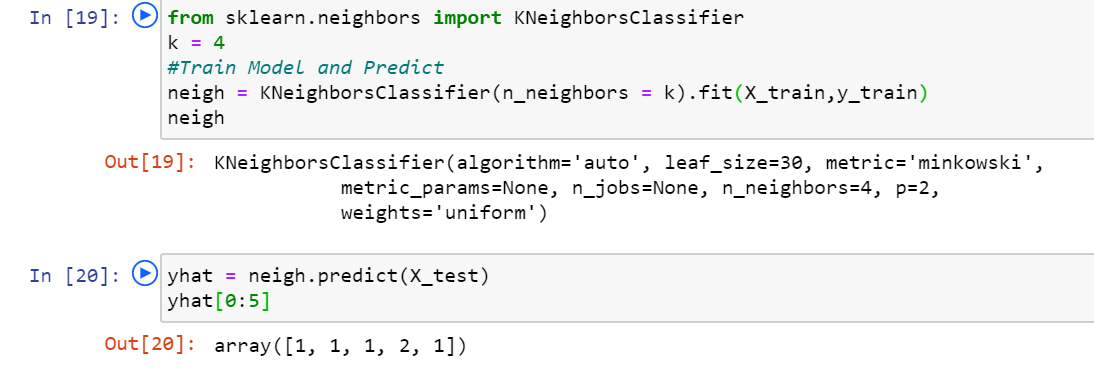 In [19]: from sklearn.neighbors import KNeighborsClassifier
k = 4
#Train Model and Predict
neigh = KNeighborsClassifier(n_neighbors = k).fit(X_train,y_train)
neigh
Out[19]: KNeighborsClassifier(algorithm='auto', leaf_size=30, metric='minkowski',
metric_params=None, n_jobs=None, n_neighbors=4, p=2,
weights='uniform')
In [20]: yhat = neigh.predict(X_test)
yhat[0:5]
Out[20]: array([1, 1, 1, 2, 1])